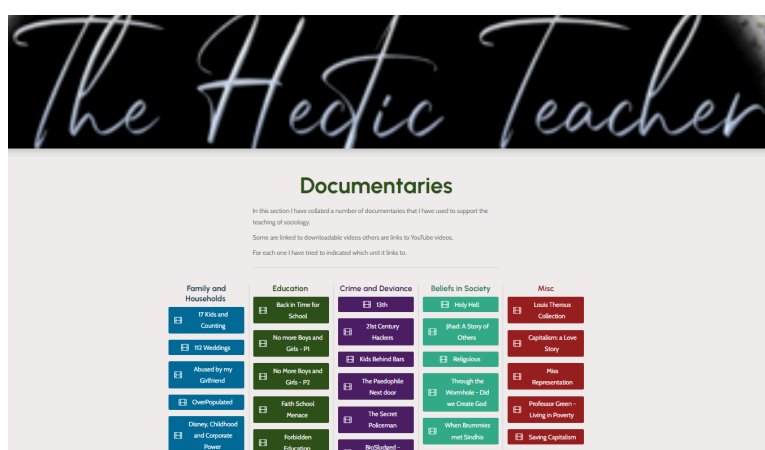 The Hectic Teacher
Documentaries
In this section I have collated a number of documentaries that I have used to support the
teaching of sociology.
Some are linked to downloadable videos others are links to YouTube videos.
For each one I have tried to indicated which unit it links to.
Family and
Households
17 Kids and
Counting
112 Weddings
Abused by my
Girlfriend
OverPopulated
Disney, Childhood
and Corporate
Power
Education
Back in Time for
School
No more Boys and
Girls - P1
No More Boys and
Girls - P2
Faith School
Menace
Forbidden
Education
Crime and Deviance
13th
21st Century
Hackers
Kids Behind Bars
The Paedophile
Next door
The Secret
Policeman
BioSludged -
Beliefs in Society
Holy Hell
Jihad: A Story of
Others
Religulous
Through the
Wormhole - Did
we Create God
When Brummies
met Sindhis
Misc
Louis Theroux
Collection
Capitalism: a Love
Story
Miss
Representation
Professor Green -
Living in Poverty
Saving Capitalism